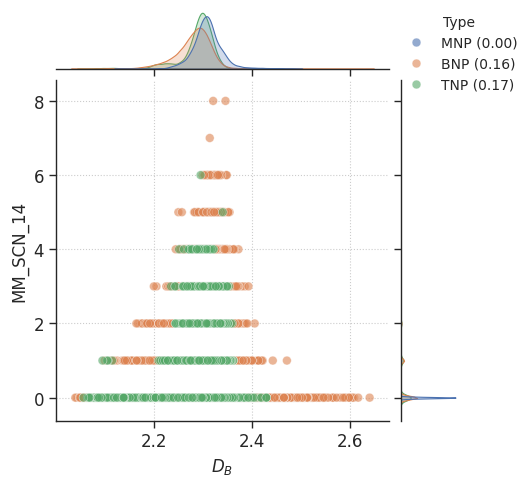 Type
MNP (0.00)
BNP (0.16)
TNP (0.17)
MM_SCN_14
8
6
4
2
0
2.2 2.4 2.6
D_B